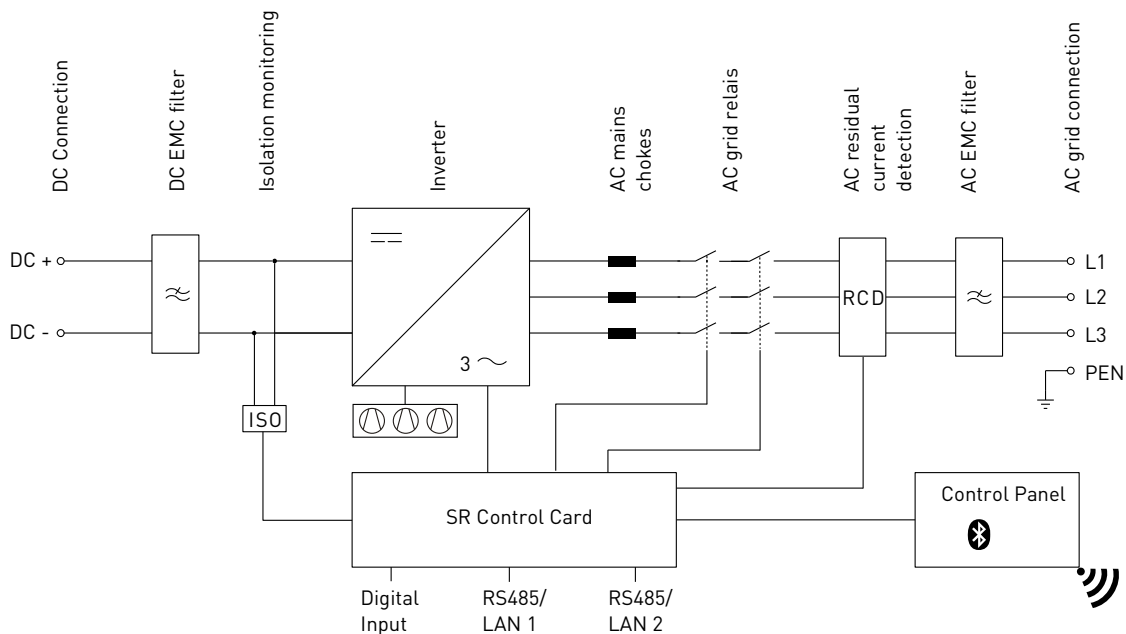 DC Connection
DC EMC filter
Isolation monitoring
Inverter
AC mains
chokes
AC grid relais
AC residual
current
detection
AC EMC filter
AC grid connection
DC +
DC -
3
RCD
L1
L2
L3
PEN
ISO
SR Control Card
Control Panel
Digital
Input
RS485/
LAN 1
RS485/
LAN 2